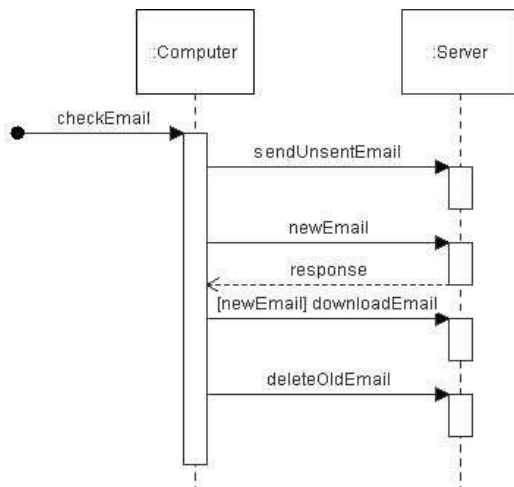 :Computer
:Server
checkEmail
sendUnsentEmail
newEmail
response
[newEmail] downloadEmail
deleteOldEmail